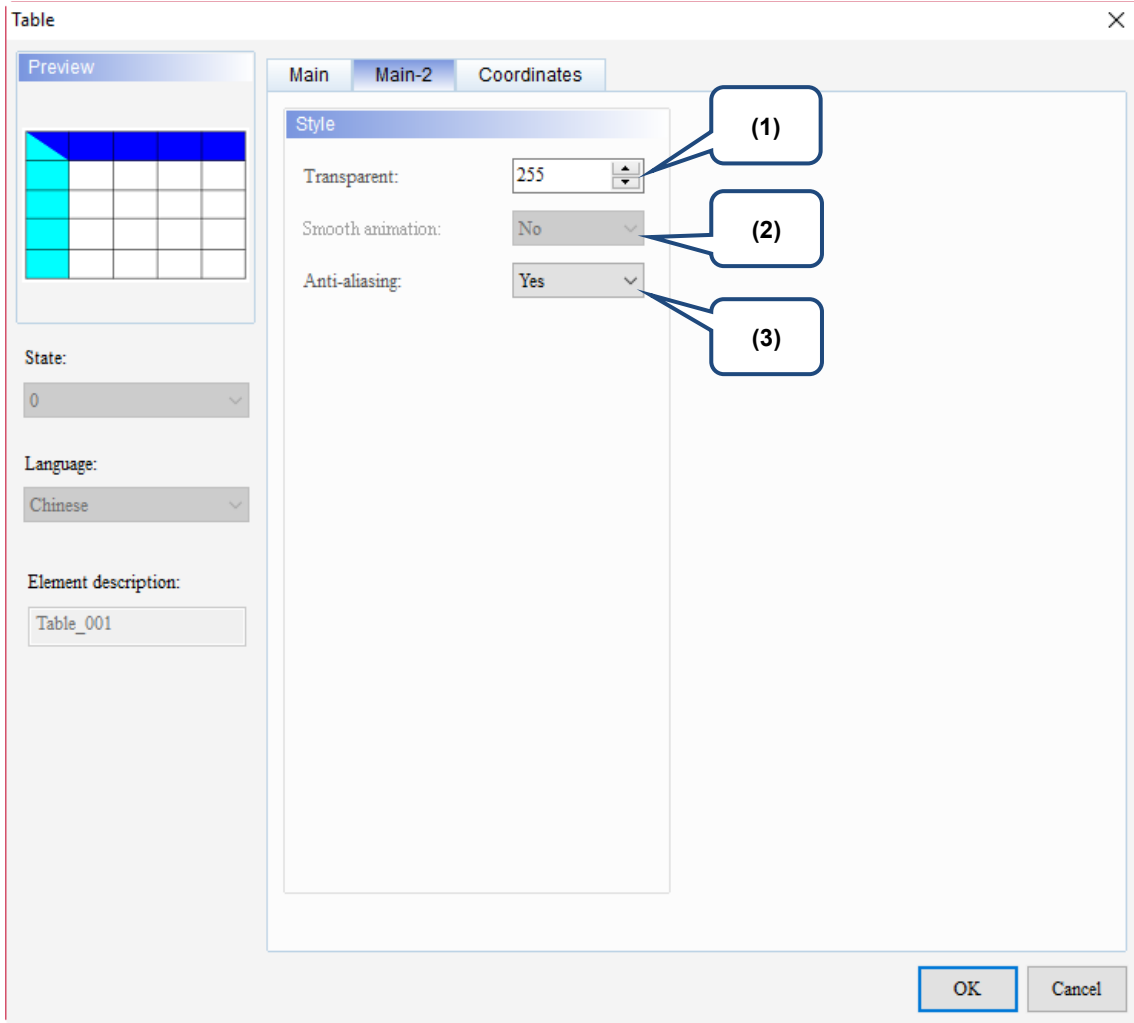 Table
Preview
Main Main-2 Coordinates
Style
(1)
Transparent: 255
Smooth animation: No
(2)
Anti-aliasing: Yes
(3)
State:
0
Language:
Chinese
Element description:
Table_001
OK Cancel